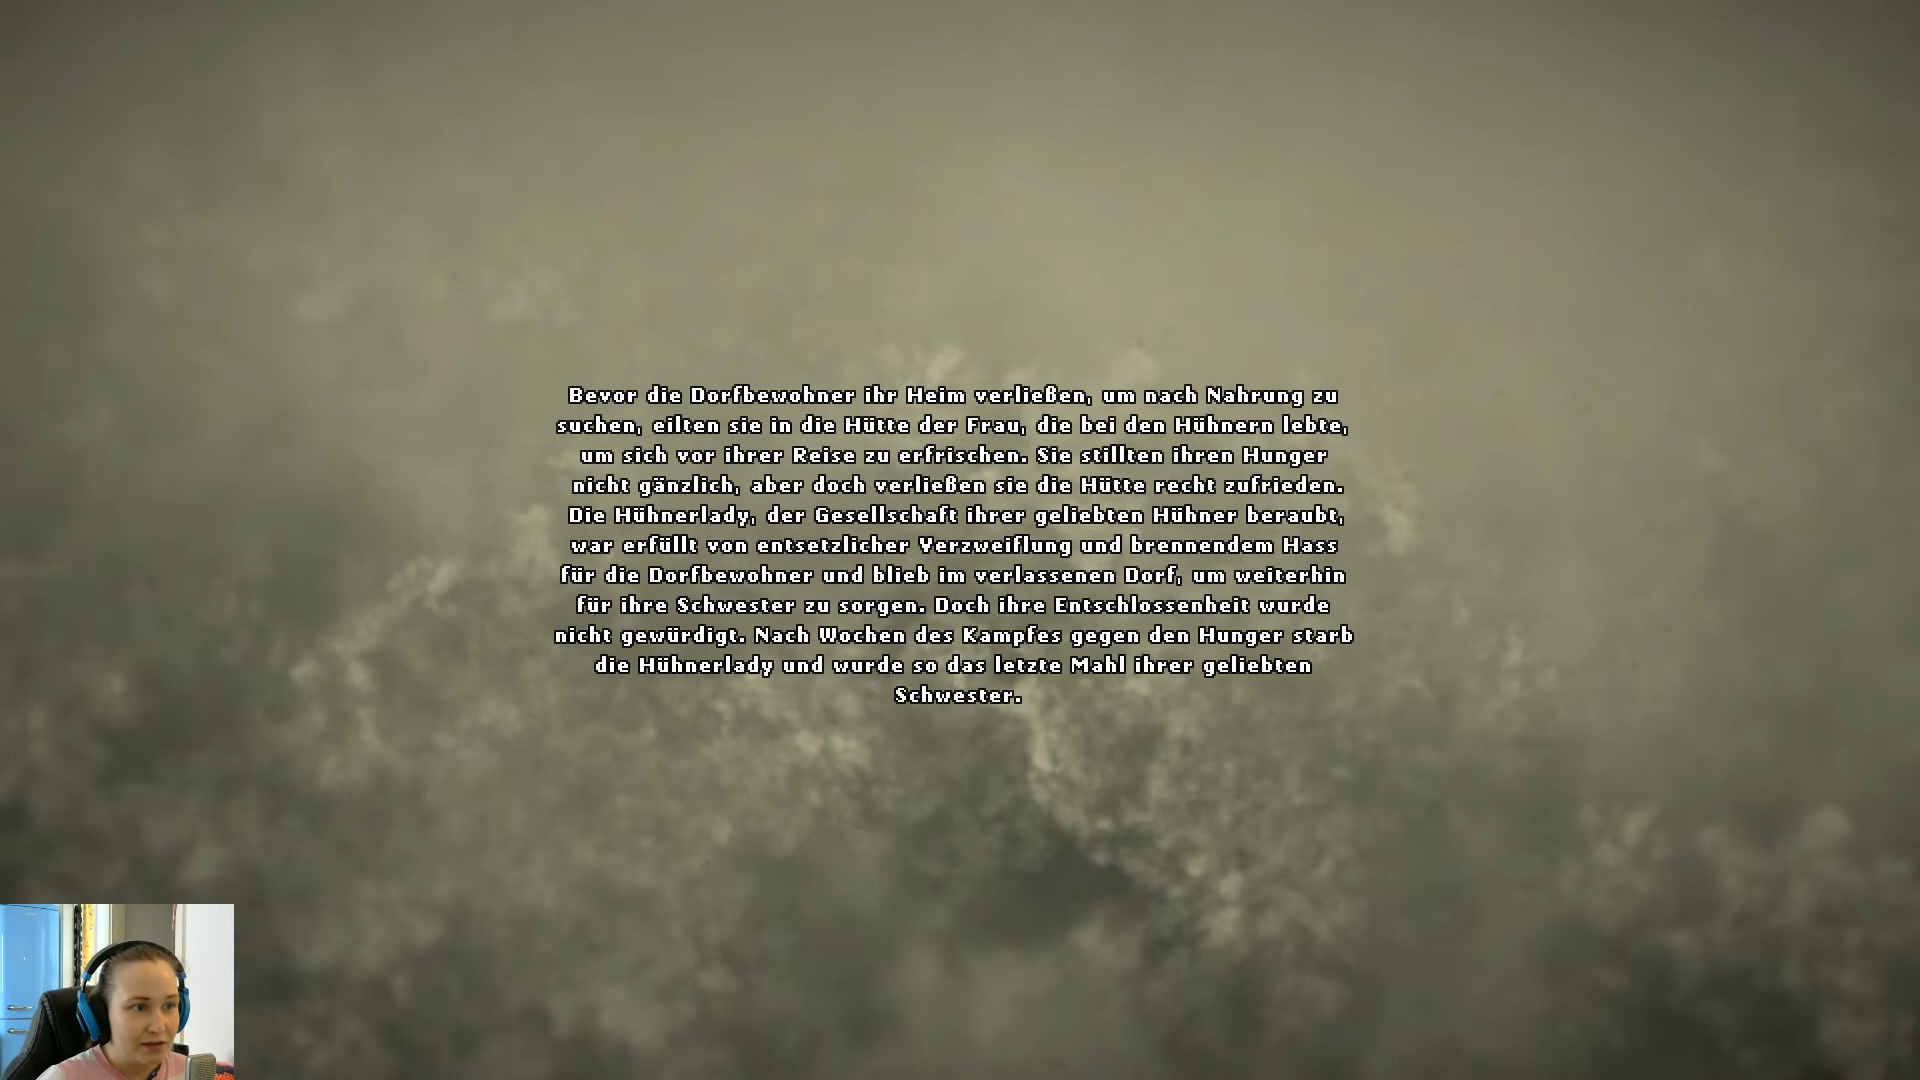 Bevor die Dorfbewohner ihr Heim verließen, um nach Nahrung zu
suchen, eilten sie in die Hütte der Frau, die bei den Hühnern lebte,
um sich vor ihrer Reise zu erfrischen. Sie stillten ihren Hunger
nicht gänzlich, aber doch verließen sie die Hütte recht zufrieden.
Die Hühnerlady, der Gesellschaft ihrer geliebten Hühner beraubt,
war erfüllt von entsetzlicher Verzweiflung und brennendem Hass
für die Dorfbewohner und blieb im verlassenen Dorf, um weiterhin
für ihre Schwester zu sorgen. Doch ihre Entschlossenheit wurde
nicht gewürdigt. Nach Wochen des Kampfes gegen den Hunger starb
die Hühnerlady und wurde so das letzte Mahl ihrer geliebten
Schwester.